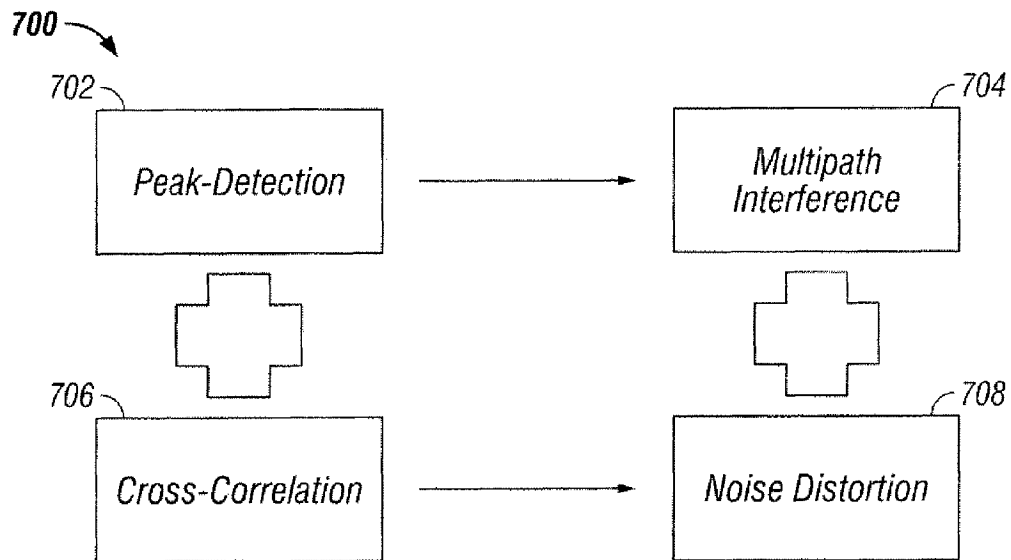 700
702
704
Peak-Detection
Multipath
Interference
706
708
Cross-Correlation
Noise Distortion